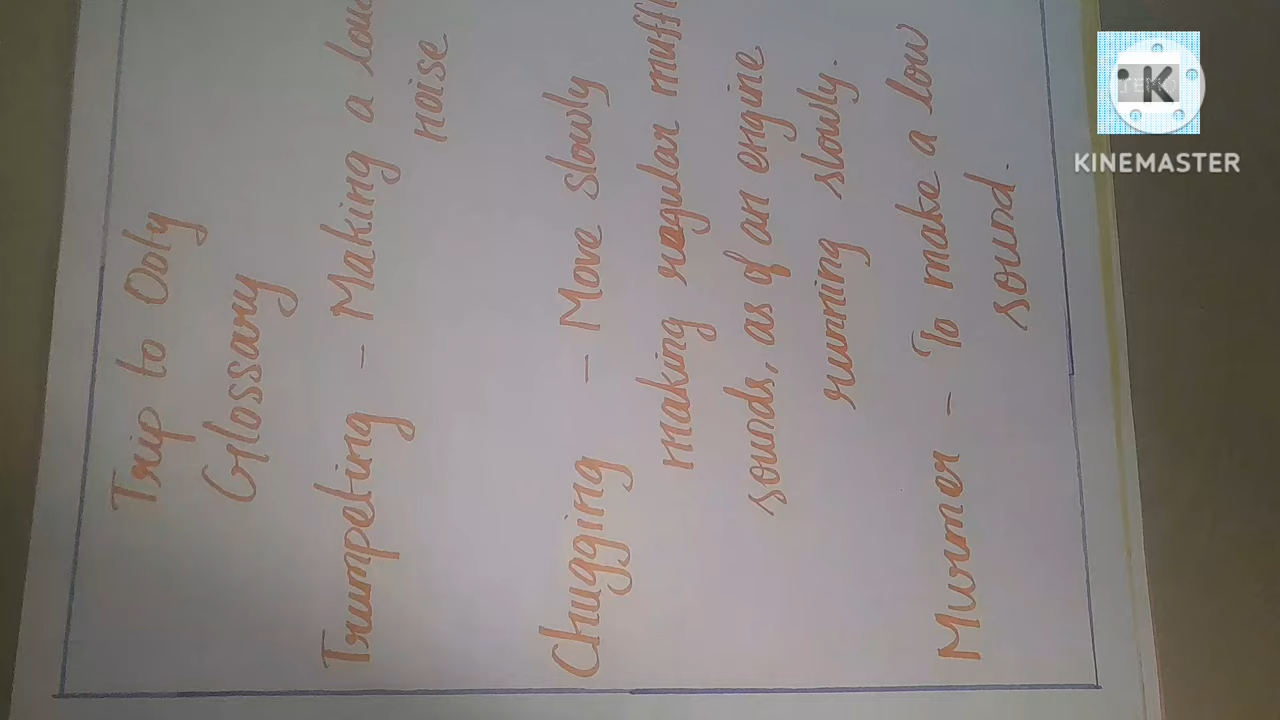 Trip to Ooty
Glossary
Trumpeting - Making a loud
noise
Chugging - Move slowly
making regular muffl
sounds, as of an engine
running slowly.
Murmer - To make a low
sound.
KINEMASTER